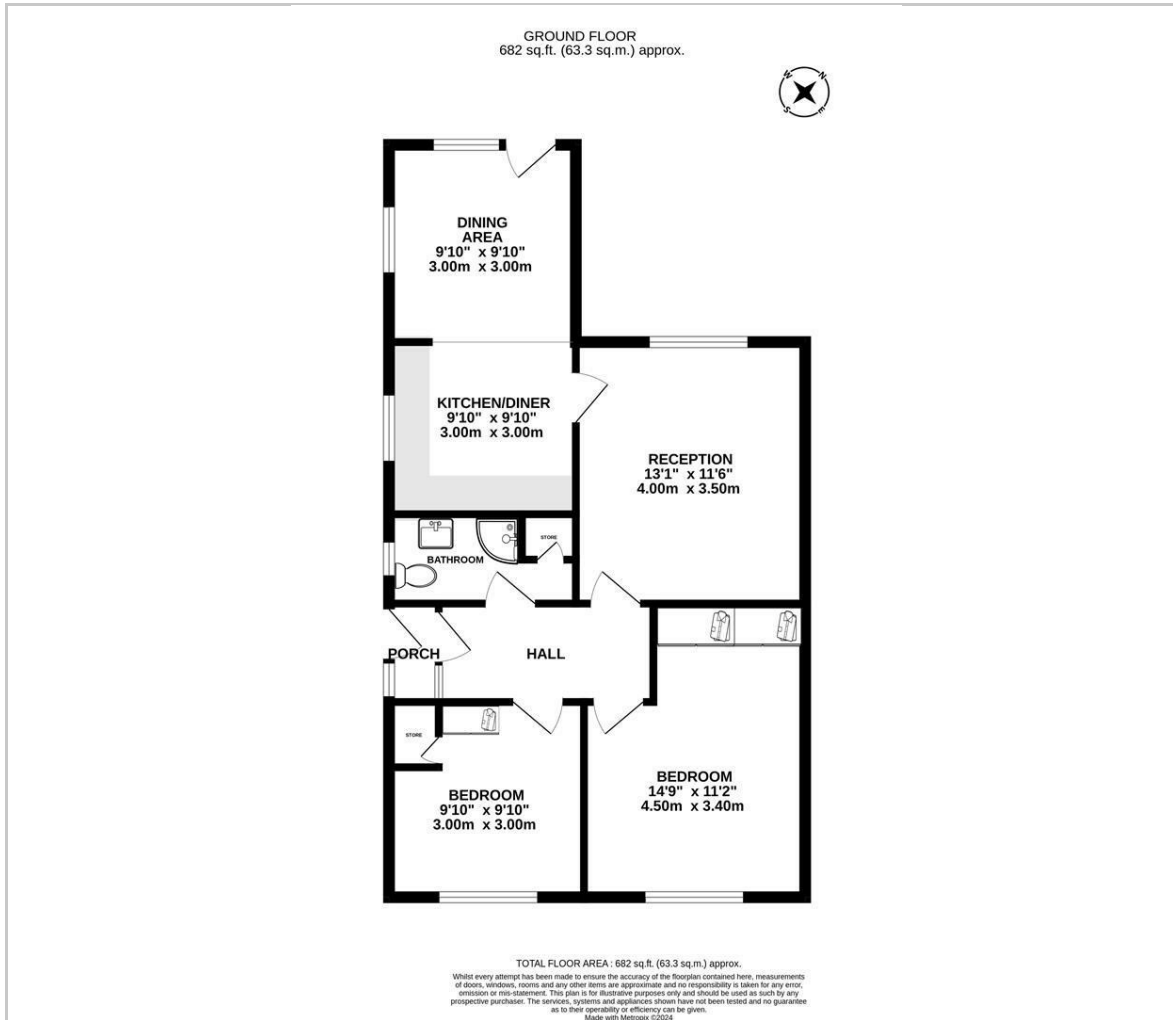 GROUND FLOOR
682 sq.ft. (63.3 sq.m.) approx.
W N
S E
DINING
AREA
9'10" x 9'10"
3.00m x 3.00m
KITCHEN/DINER
9'10" x 9'10"
3.00m x 3.00m
RECEPTION
13'1" x 11'6"
4.00m x 3.50m
STORE
BATHROOM
PORCH
HALL
STORE
BEDROOM
9'10" x 9'10"
3.00m x 3.00m
BEDROOM
14'9" x 11'2"
4.50m x 3.40m
TOTAL FLOOR AREA : 682 sq.ft. (63.3 sq.m.) approx.
Whilst every attempt has been made to ensure the accuracy of the floorplan contained here, measurements
of doors, windows, rooms and any other items are approximate and no responsibility is taken for any error,
omission or mis-statement. This plan is for illustrative purposes only and should be used as such by any
prospective purchaser. The services, systems and appliances shown have not been tested and no guarantee
as to their operability or efficiency can be given.
Made with Metropix ©2024